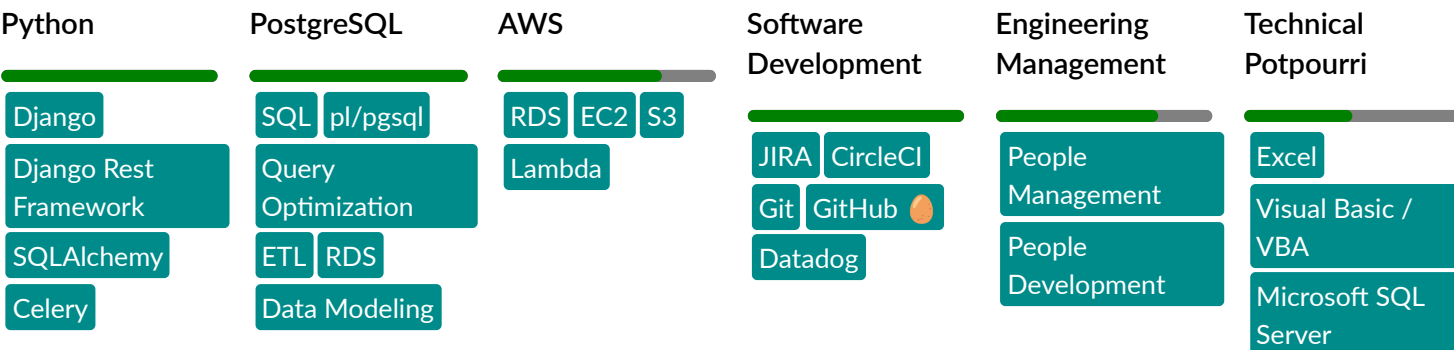 Python
Django
Django Rest
Framework
SQLAlchemy
Celery
PostgreSQL
SQL
pl/pgsql
Query
Optimization
ETL
RDS
Data Modeling
AWS
RDS
EC2
S3
Lambda
Software
Development
JIRA
CircleCI
Git
GitHub 🥚
Datadog
Engineering
Management
People
Management
People
Development
Technical
Potpourri
Excel
Visual Basic /
VBA
Microsoft SQL
Server